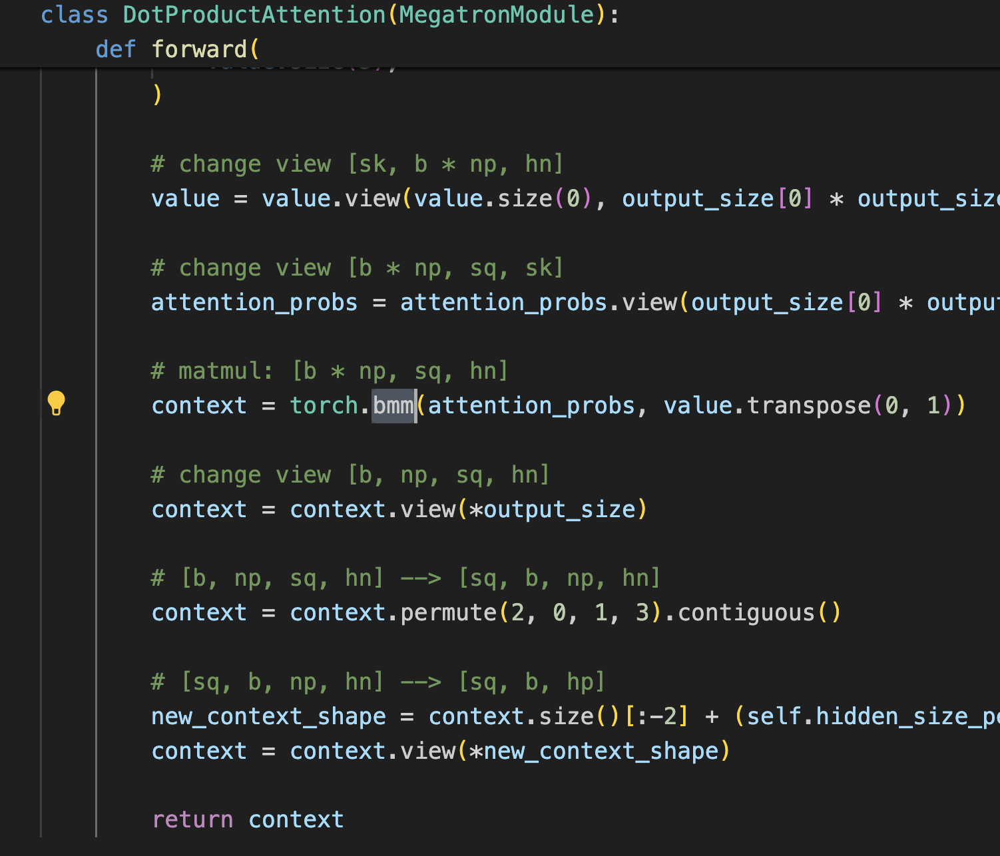 class DotProductAttention(MegatronModule):
def forward(
)
# change view [sk, b * np, hn]
value = value.view(value.size(0), output_size[0] * output_size
# change view [b * np, sq, sk]
attention_probs = attention_probs.view(output_size[0] * output
# matmul: [b * np, sq, hn]
context = torch.bmm(attention_probs, value.transpose(0, 1))
# change view [b, np, sq, hn]
context = context.view(*output_size)
# [b, np, sq, hn] --> [sq, b, np, hn]
context = context.permute(2, 0, 1, 3).contiguous()
# [sq, b, np, hn] --> [sq, b, hp]
new_context_shape = context.size()[:-2] + (self.hidden_size_pe
context = context.view(*new_context_shape)
return context